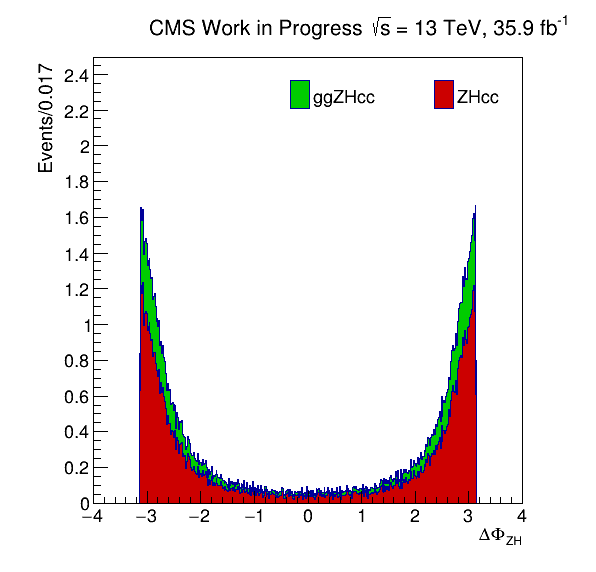 CMS Work in Progress √s = 13 TeV, 35.9 fb⁻¹
Events/0.017
ggZHcc ZHcc
2.4
2.2
2
1.8
1.6
1.4
1.2
1
0.8
0.6
0.4
0.2
0
−4 −3 −2 −1 0 1 2 3 4
ΔΦZH